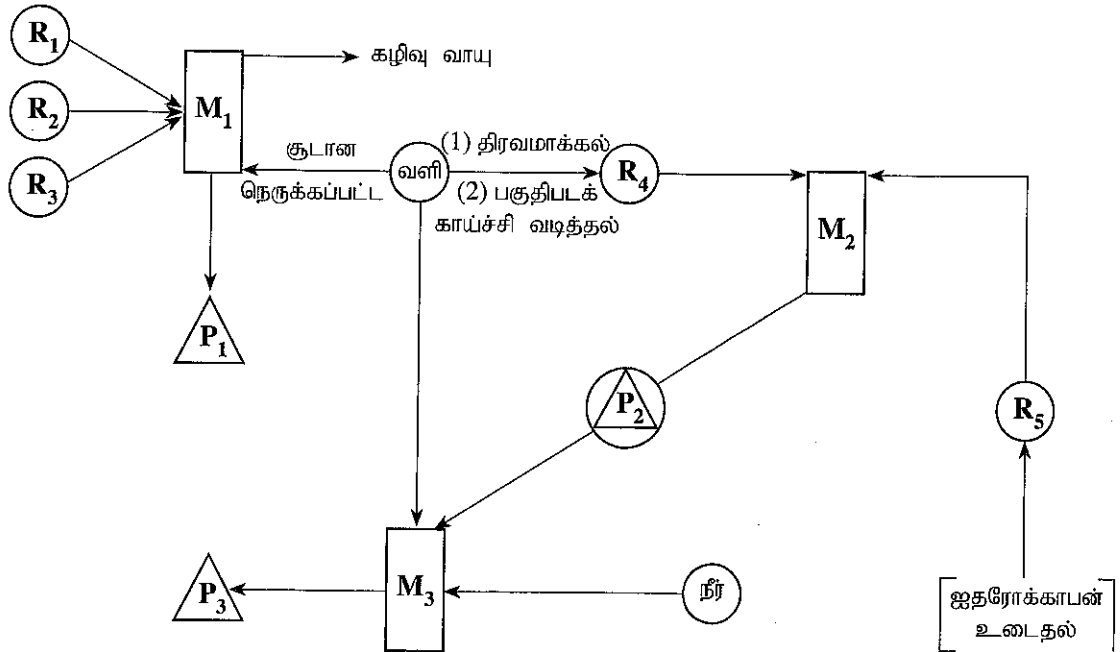 R₁
கழிவு வாயு
R₂
M₁
R₃
சூடான
நெருக்கப்பட்ட
வளி
(1) திரவமாக்கல்
(2) பகுதிபடக்
காய்ச்சி வடித்தல்
R₄
M₂
P₁
P₂
R₅
P₃
M₃
நீர்
ஐதரோக்காபன்
உடைதல்